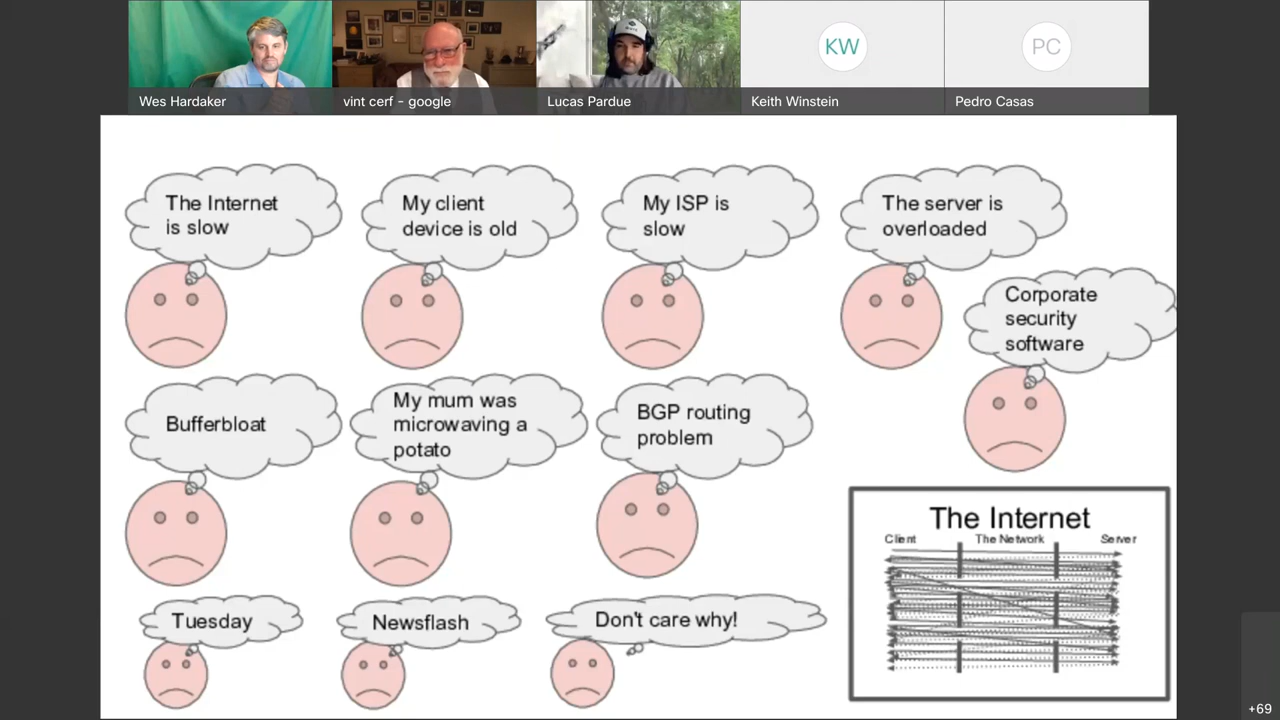 Wes Hardaker
vint cerf - google
Lucas Pardue
KW
Keith Winstein
PC
Pedro Casas
The Internet
is slow
My client
device is old
My ISP is
slow
The server is
overloaded
Corporate
security
software
Bufferbloat
My mum was
microwaving a
potato
BGP routing
problem
The Internet
Client The Network Server
Tuesday
Newsflash
Don't care why!
+69